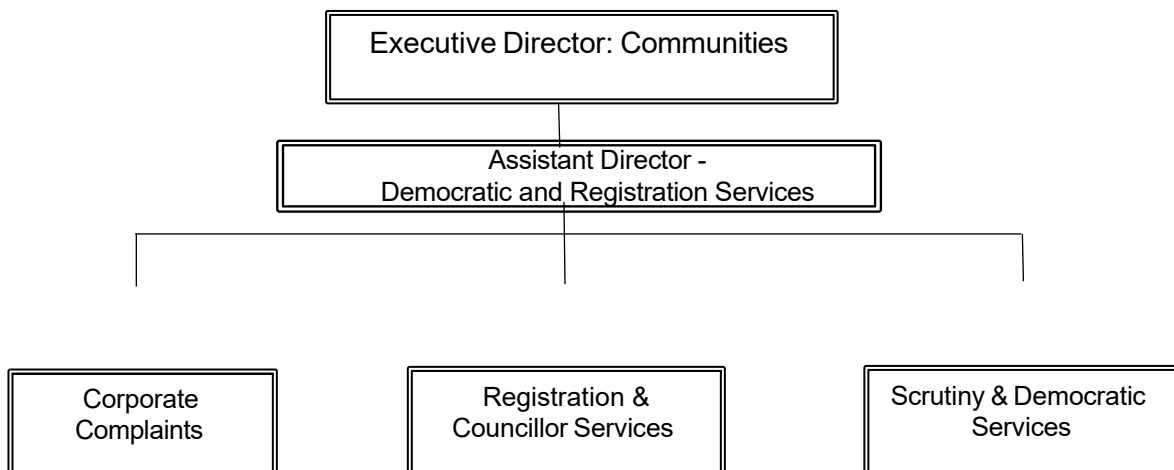 Executive Director: Communities
Assistant Director -
Democratic and Registration Services
Corporate
Complaints
Registration &
Councillor Services
Scrutiny & Democratic
Services